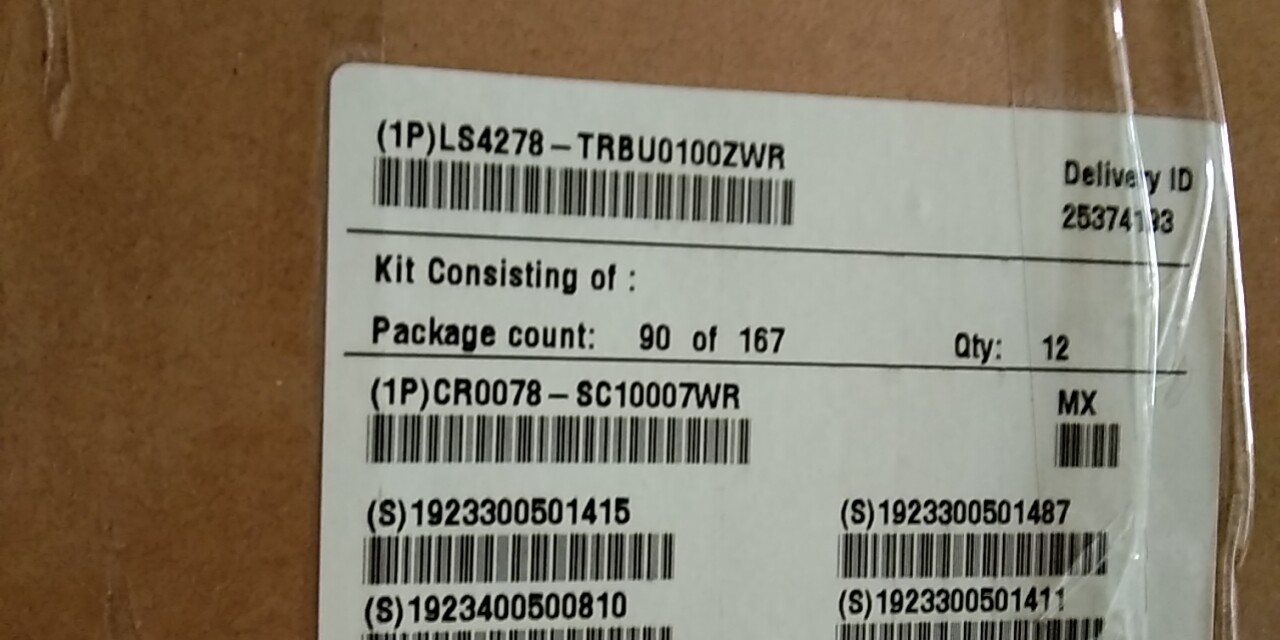 (1P)LS4278-TRBU0100ZWR
Delivery ID
Kit Consisting of :
Package count: 90 of 167 Qty: 12
(1P)CR0078-SC10007WR MX
(S)1923300501415 (S)1923300501487
(S)1923400500810 (S)1923300501411